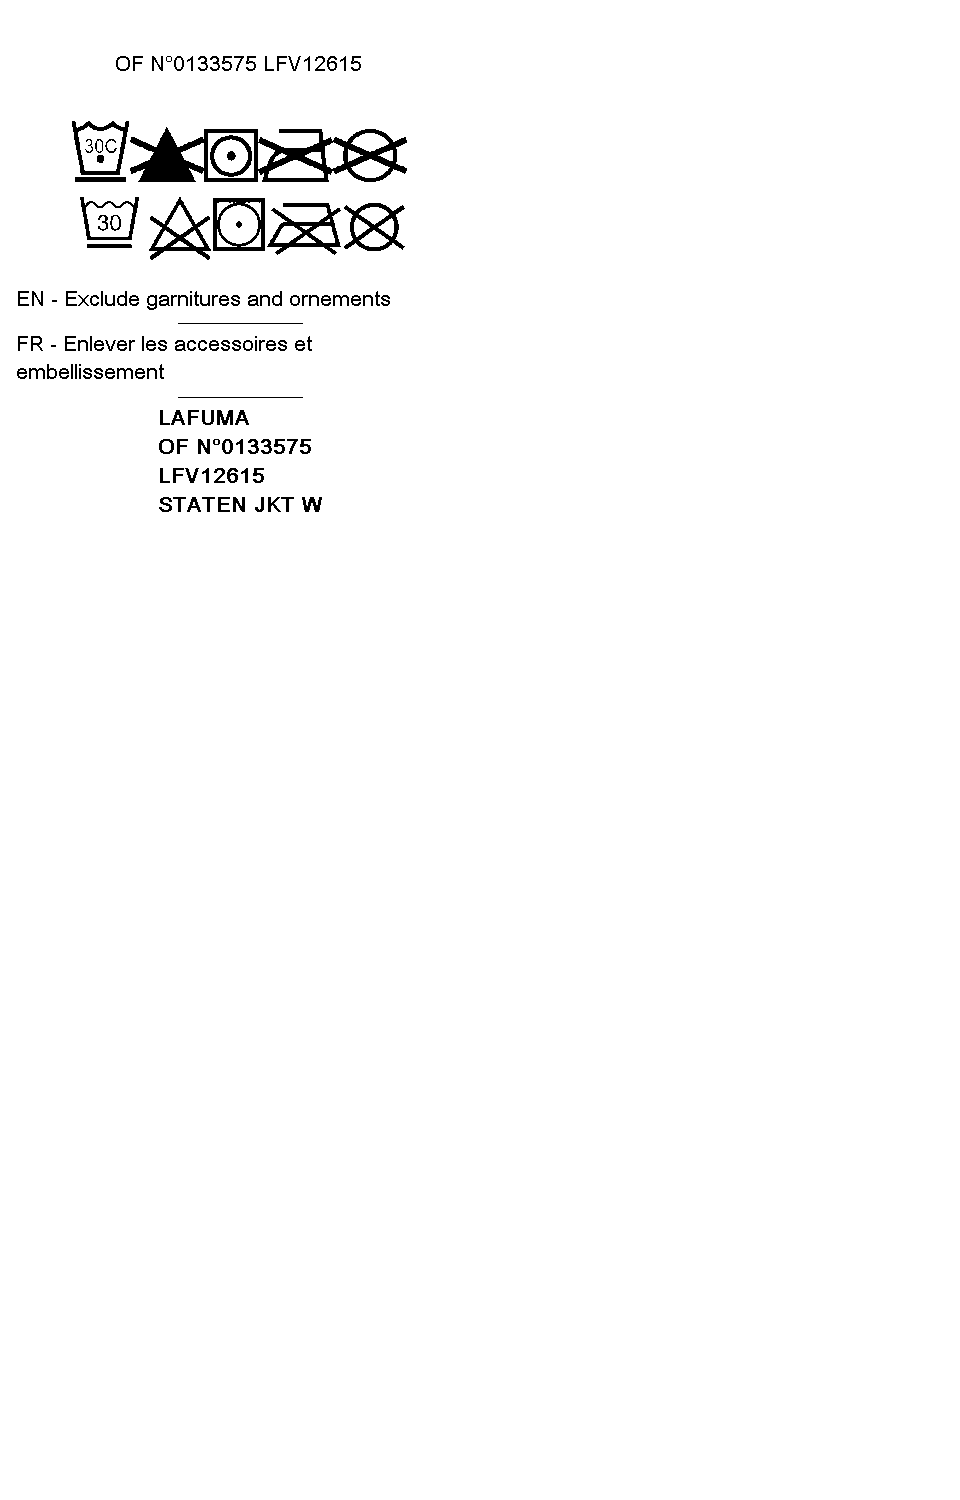 OF N°0133575 LFV12615
30C
30
EN - Exclude garnitures and ornements
FR - Enlever les accessoires et
embellissement
LAFUMA
OF N°0133575
LFV12615
STATEN JKT W